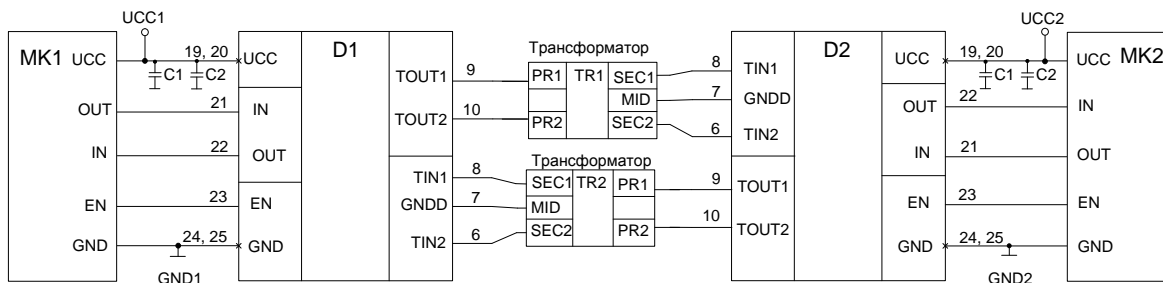 UCC1
UCC2
MK1
D1
Трансформатор
D2
MK2
UCC
19, 20
UCC
C1
C2
TOUT1
9
PR1
TR1
SEC1
8
TIN1
UCC
19, 20
C1
C2
UCC
MID
7
GNDD
OUT
21
IN
TOUT2
10
PR2
SEC2
6
TIN2
OUT
22
IN
IN
22
OUT
Трансформатор
IN
21
OUT
TIN1
8
SEC1
TR2
PR1
9
TOUT1
EN
23
EN
GNDD
7
MID
EN
23
EN
TIN2
6
SEC2
PR2
10
TOUT2
GND
24, 25
GND
GND
24, 25
GND
GND1
GND2